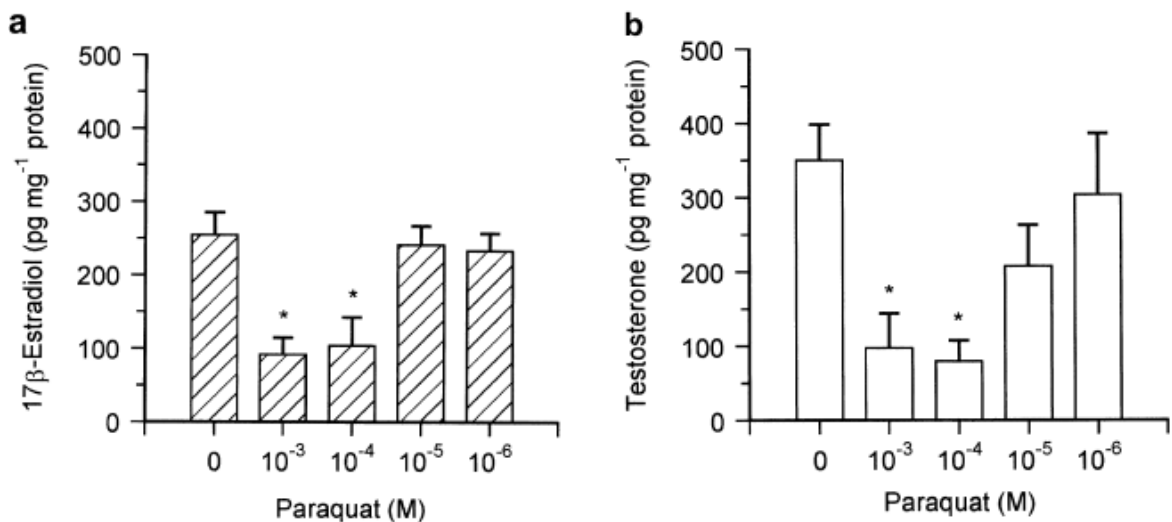 a
17β-Estradiol (pg mg⁻¹ protein)
500
400
300
200
100
0
*
*
0 10⁻³ 10⁻⁴ 10⁻⁵ 10⁻⁶
Paraquat (M)
b
Testosterone (pg mg⁻¹ protein)
500
400
300
200
100
0
*
*
0 10⁻³ 10⁻⁴ 10⁻⁵ 10⁻⁶
Paraquat (M)